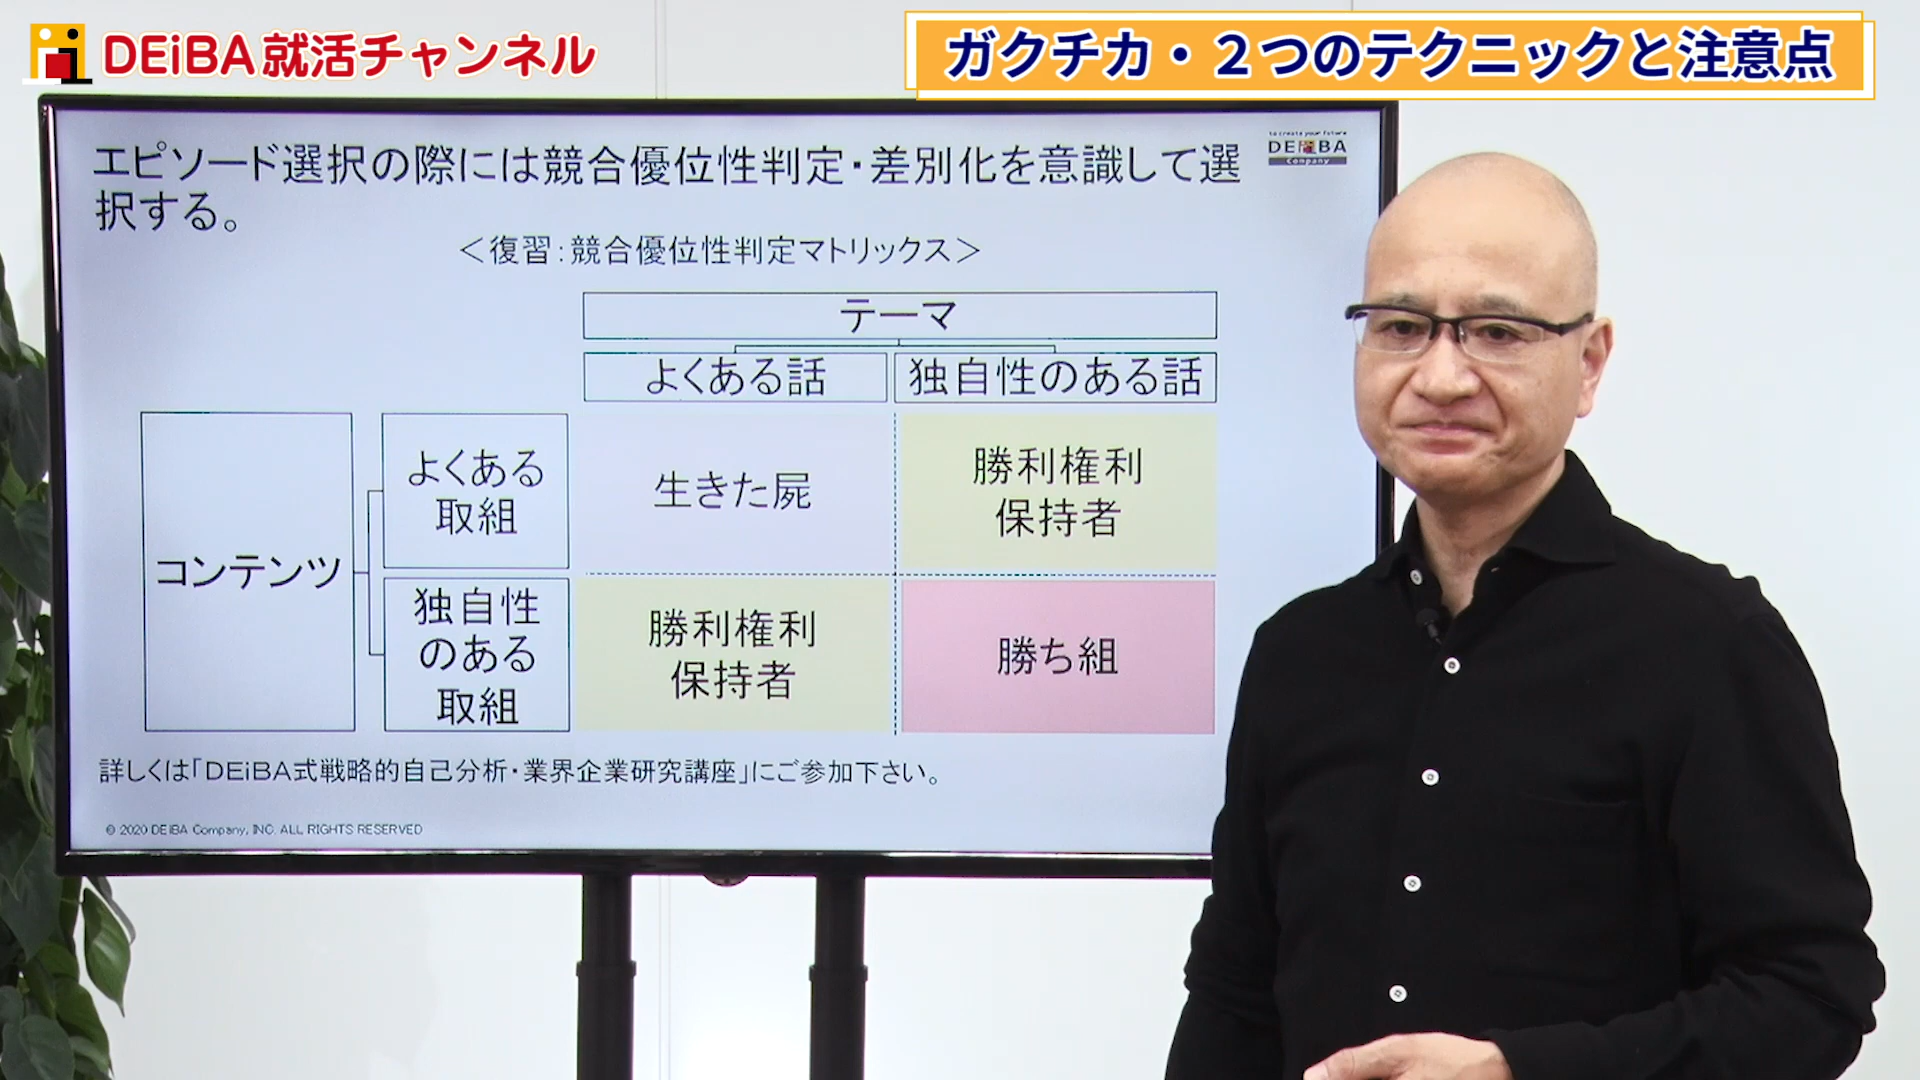 DEiBA就活チャンネル
ガクチカ・２つのテクニックと注意点
エピソード選択の際には競合優位性判定・差別化を意識して選
択する。
to create your future
DEiBA
Company
＜復習：競合優位性判定マトリックス＞
テーマ
よくある話
独自性のある話
コンテンツ
よくある
取組
生きた屍
勝利権利
保持者
独自性
のある
取組
勝利権利
保持者
勝ち組
詳しくは「DEiBA式戦略的自己分析・業界企業研究講座」にご参加下さい。
© 2020 DEiBA Company, INC. ALL RIGHTS RESERVED